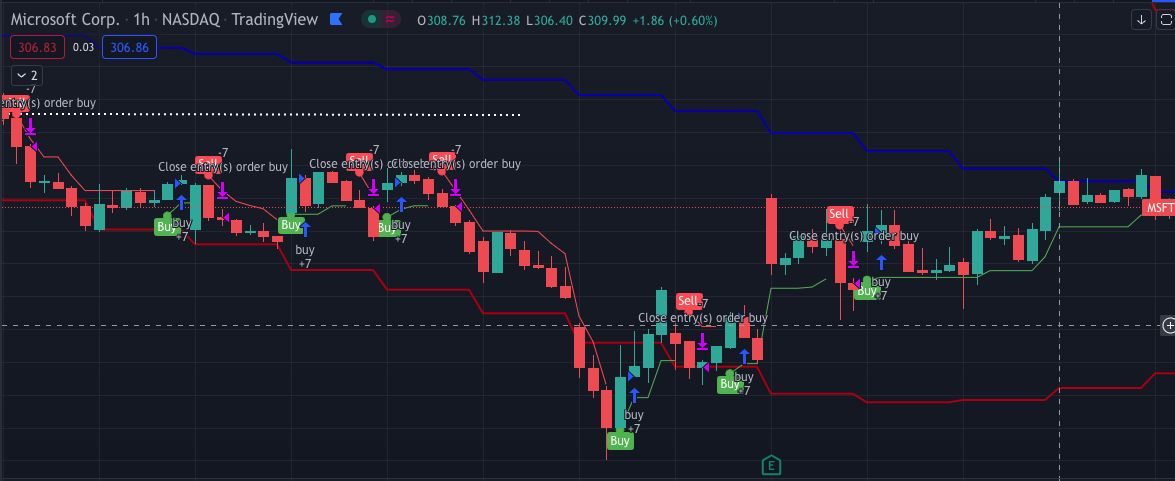 Microsoft Corp. · 1h · NASDAQ · TradingView
O308.76 H312.38 L306.40 C309.99 +1.86 (+0.60%)
306.83 0.03 306.86
2
-7
Sell
entry(s) order buy
Sell -7
Close entry(s) order buy
Buy
buy
+7
Buy
buy
+7
Sell -7
Close entry(s) order buy
Buy
buy
+7
Sell -7
Close entry(s) order buy
Buy
buy
+7
Sell -7
Close entry(s) order buy
Buy
buy
+7
Sell
-7
Close entry(s) order buy
Buy
buy
+7
MSFT
E